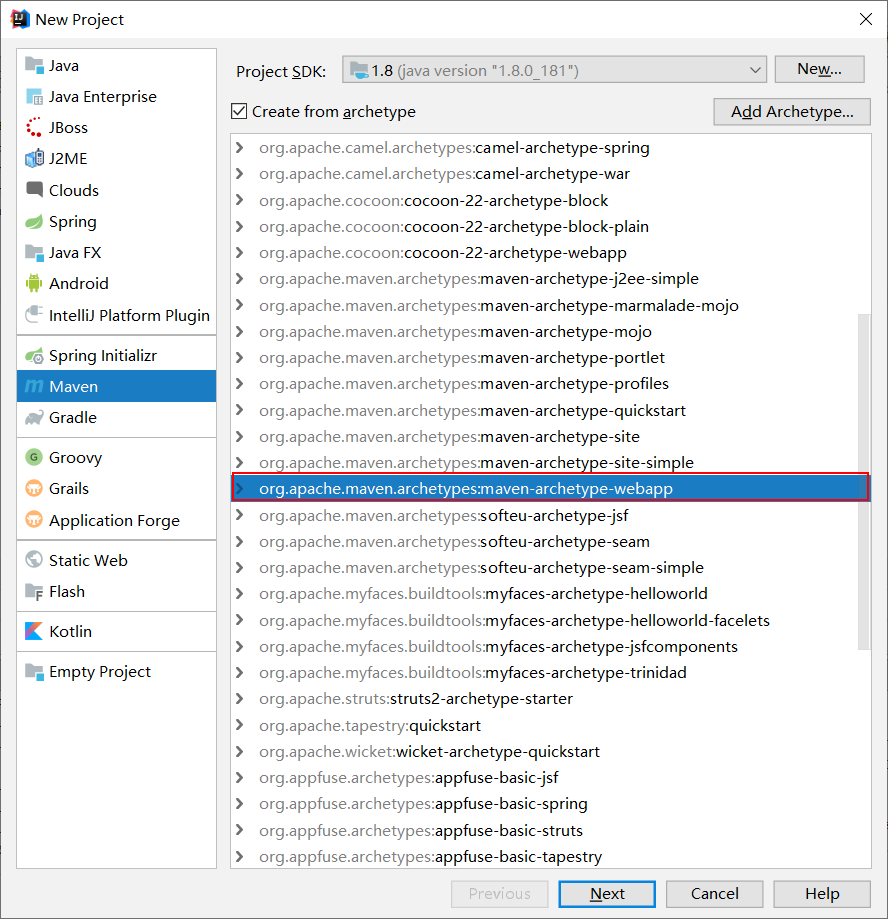 New Project
Java
Java Enterprise
JBoss
J2ME
Clouds
Spring
Java FX
Android
IntelliJ Platform Plugin
Spring Initializr
Maven
Gradle
Groovy
Grails
Application Forge
Static Web
Flash
Kotlin
Empty Project
Project SDK: 1.8 (java version "1.8.0_181") New...
Create from archetype Add Archetype...
org.apache.camel.archetypes:camel-archetype-spring
org.apache.camel.archetypes:camel-archetype-war
org.apache.cocoon:cocoon-22-archetype-block
org.apache.cocoon:cocoon-22-archetype-block-plain
org.apache.cocoon:cocoon-22-archetype-webapp
org.apache.maven.archetypes:maven-archetype-j2ee-simple
org.apache.maven.archetypes:maven-archetype-marmalade-mojo
org.apache.maven.archetypes:maven-archetype-mojo
org.apache.maven.archetypes:maven-archetype-portlet
org.apache.maven.archetypes:maven-archetype-profiles
org.apache.maven.archetypes:maven-archetype-quickstart
org.apache.maven.archetypes:maven-archetype-site
org.apache.maven.archetypes:maven-archetype-site-simple
org.apache.maven.archetypes:maven-archetype-webapp
org.apache.maven.archetypes:softeu-archetype-jsf
org.apache.maven.archetypes:softeu-archetype-seam
org.apache.maven.archetypes:softeu-archetype-seam-simple
org.apache.myfaces.buildtools:myfaces-archetype-helloworld
org.apache.myfaces.buildtools:myfaces-archetype-helloworld-facelets
org.apache.myfaces.buildtools:myfaces-archetype-jsfcomponents
org.apache.myfaces.buildtools:myfaces-archetype-trinidad
org.apache.struts:struts2-archetype-starter
org.apache.tapestry:quickstart
org.apache.wicket:wicket-archetype-quickstart
org.appfuse.archetypes:appfuse-basic-jsf
org.appfuse.archetypes:appfuse-basic-spring
org.appfuse.archetypes:appfuse-basic-struts
org.appfuse.archetypes:appfuse-basic-tapestry
Previous Next Cancel Help